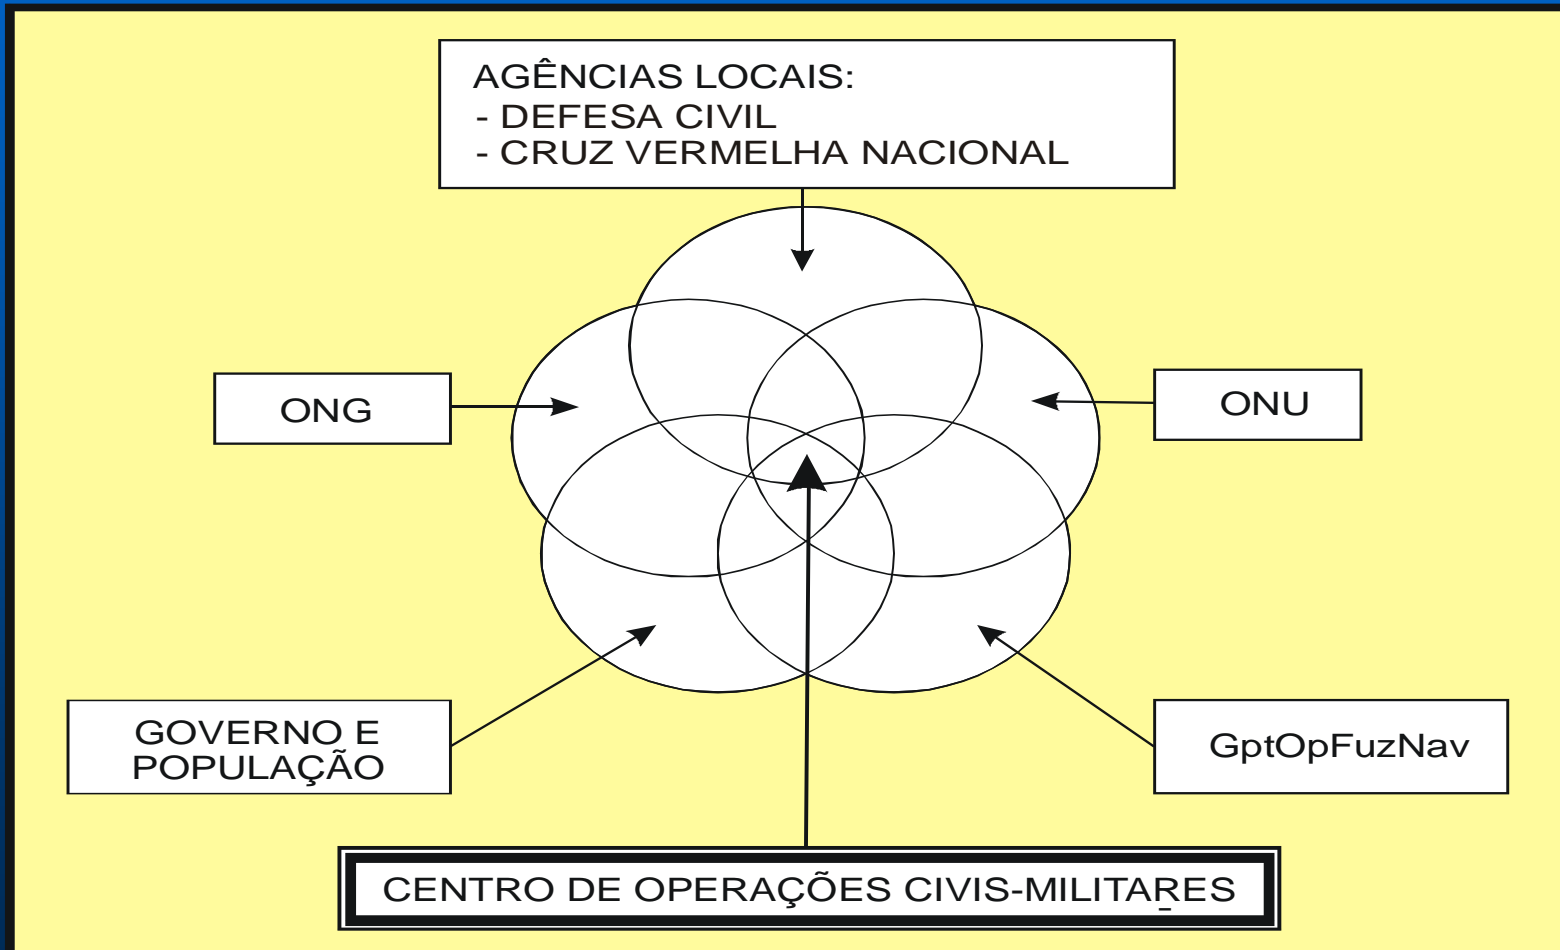 AGÊNCIAS LOCAIS:
- DEFESA CIVIL
- CRUZ VERMELHA NACIONAL
ONG
ONU
GOVERNO E
POPULAÇÃO
GptOpFuzNav
CENTRO DE OPERAÇÕES CIVIS-MILITARES